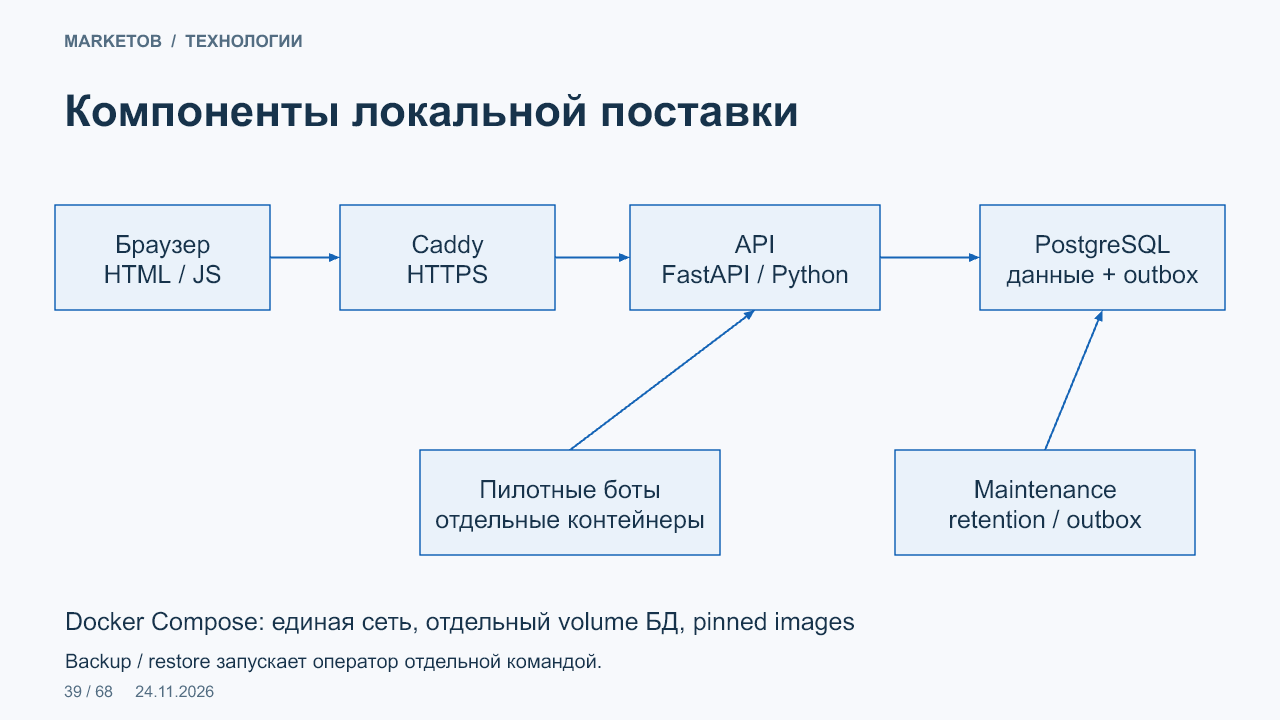 MARKETOB / ТЕХНОЛОГИИ
Компоненты локальной поставки
Браузер
HTML / JS
Caddy
HTTPS
API
FastAPI / Python
PostgreSQL
данные + outbox
Пилотные боты
отдельные контейнеры
Maintenance
retention / outbox
Docker Compose: единая сеть, отдельный volume БД, pinned images
Backup / restore запускает оператор отдельной командой.
39 / 68 24.11.2026